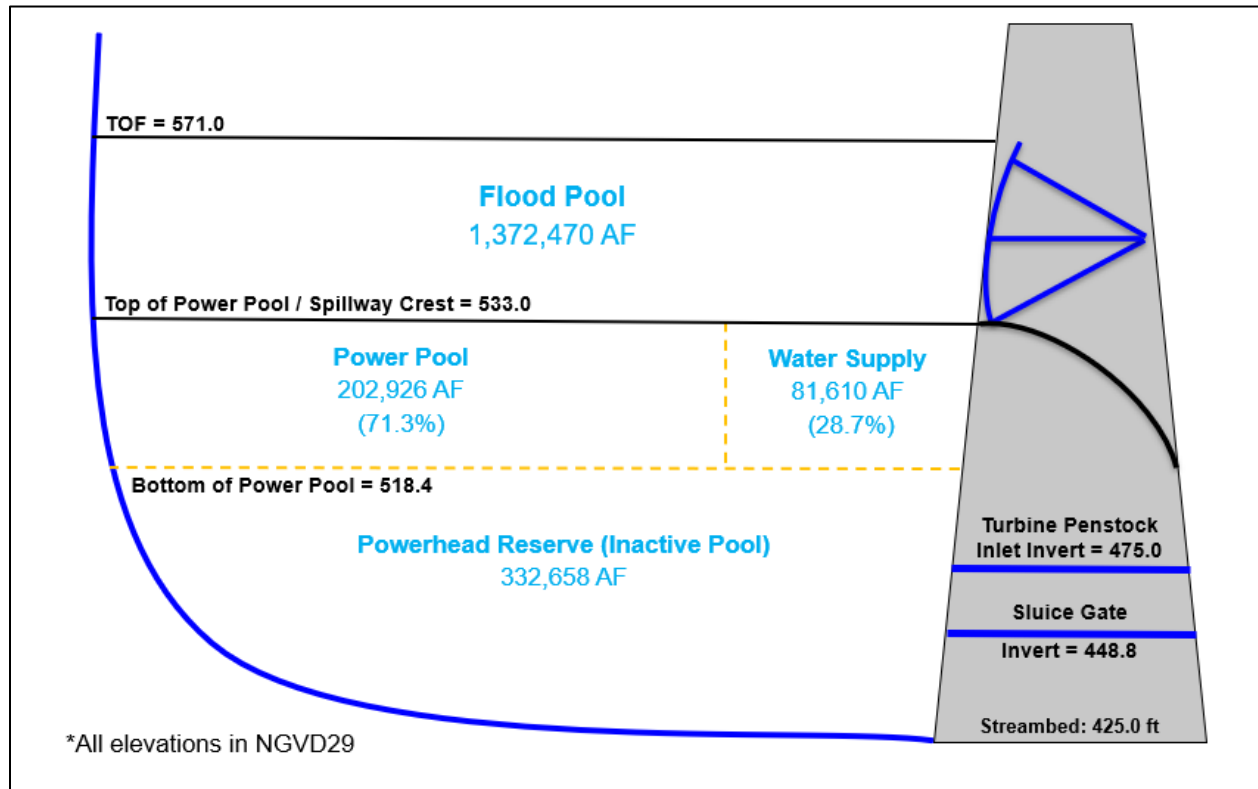 TOF = 571.0
Flood Pool
1,372,470 AF
Top of Power Pool / Spillway Crest = 533.0
Power Pool
202,926 AF
(71.3%)
Water Supply
81,610 AF
(28.7%)
Bottom of Power Pool = 518.4
Powerhead Reserve (Inactive Pool)
332,658 AF
Turbine Penstock
Inlet Invert = 475.0
Sluice Gate
Invert = 448.8
Streambed: 425.0 ft
*All elevations in NGVD29